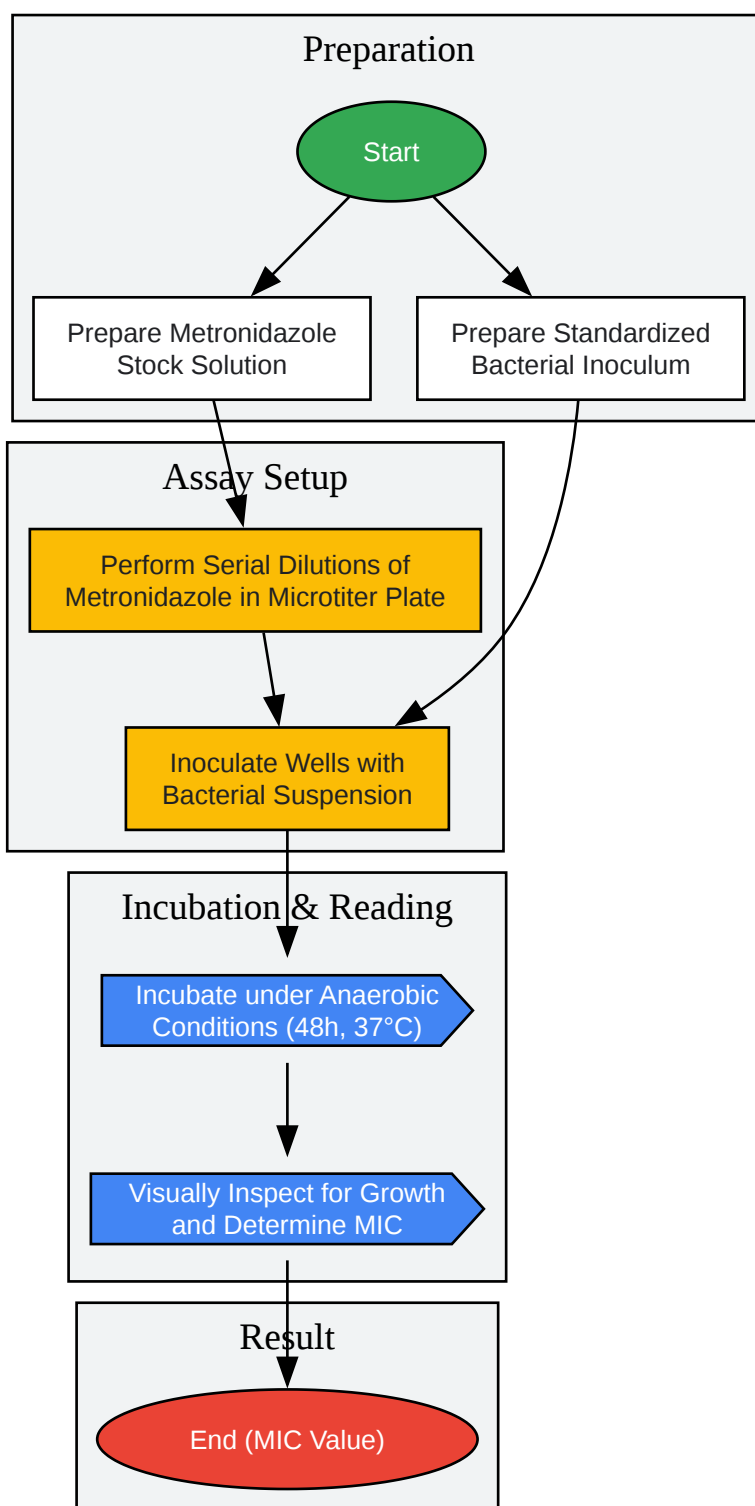 Preparation
Start
Prepare Metronidazole
Stock Solution
Prepare Standardized
Bacterial Inoculum
Assay Setup
Perform Serial Dilutions of
Metronidazole in Microtiter Plate
Inoculate Wells with
Bacterial Suspension
Incubation & Reading
Incubate under Anaerobic
Conditions (48h, 37°C)
Visually Inspect for Growth
and Determine MIC
Result
End (MIC Value)